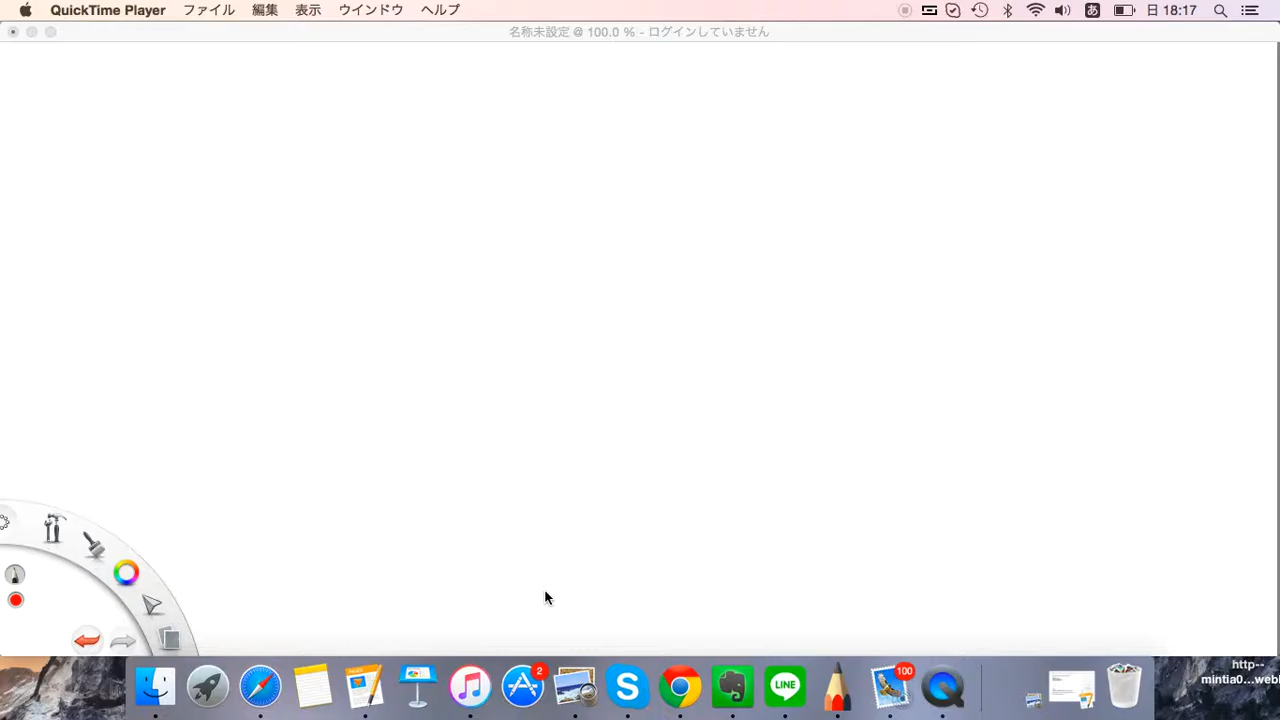 QuickTime Player ファイル 編集 表示 ウインドウ ヘルプ あ 日 18:17
名称未設定 @ 100.0 % - ログインしていません
2
S
LINE
100
http--
mintia0...webl